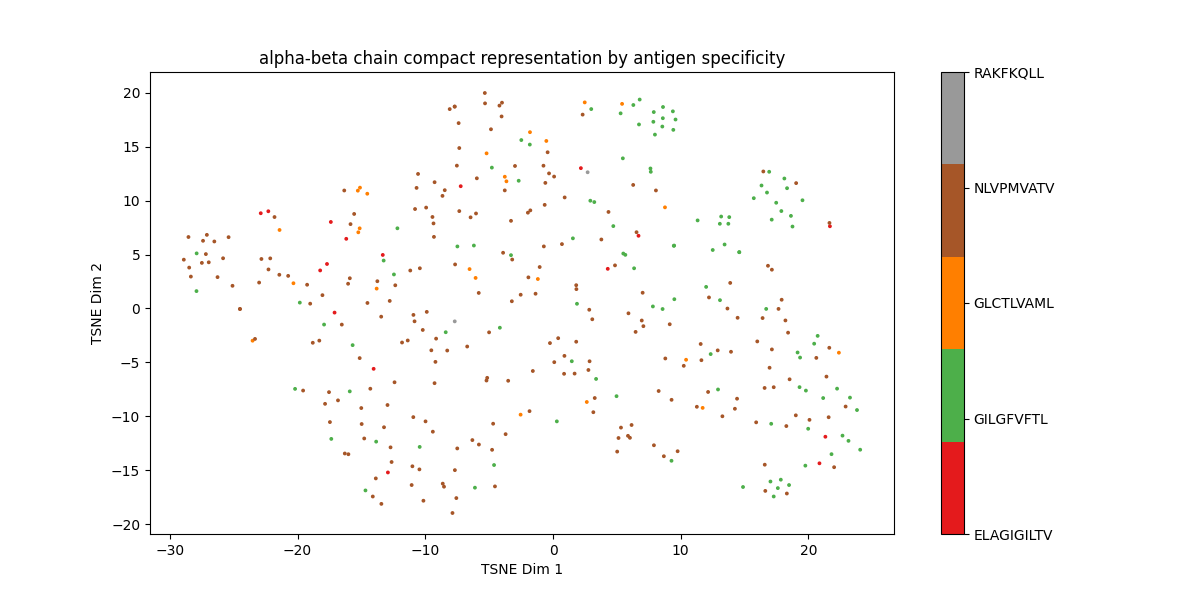 alpha-beta chain compact representation by antigen specificity
TSNE Dim 2
20
15
10
5
0
−5
−10
−15
−20
−30
−20
−10
0
10
20
TSNE Dim 1
RAKFKQLL
NLVPMVATV
GLCTLVAML
GILGFVFTL
ELAGIGILTV